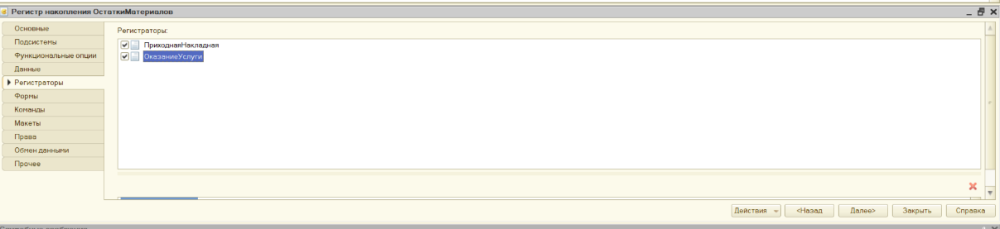 Регистр накопления ОстаткиМатериалов
Основные
Подсистемы
Функциональные опции
Данные
Регистраторы
Формы
Команды
Макеты
Права
Обмен данными
Прочее
Регистраторы:
ПриходнаяНакладная
ОказаниеУслуги
Действия
<Назад
Далее>
Закрыть
Справка